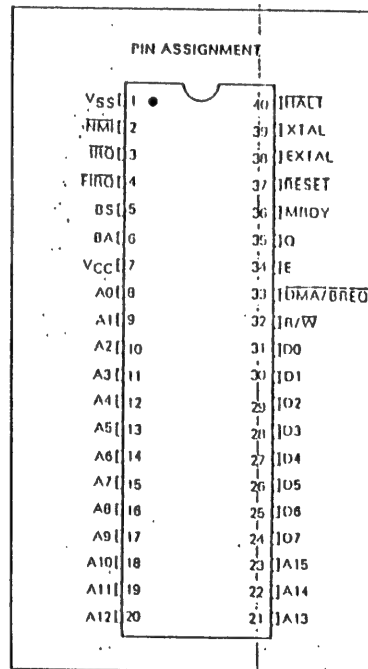 PIN ASSIGNMENT
VSS 1 40 HALT
NMI 2 39 XTAL
IRQ 3 38 EXTAL
FIRQ 4 37 RESET
BS 5 36 MRDY
BA 6 35 Q
VCC 7 34 E
A0 8 33 DMA/BREQ
A1 9 32 R/W
A2 10 31 D0
A3 11 30 D1
A4 12 29 D2
A5 13 28 D3
A6 14 27 D4
A7 15 26 D5
A8 16 25 D6
A9 17 24 D7
A10 18 23 A15
A11 19 22 A14
A12 20 21 A13